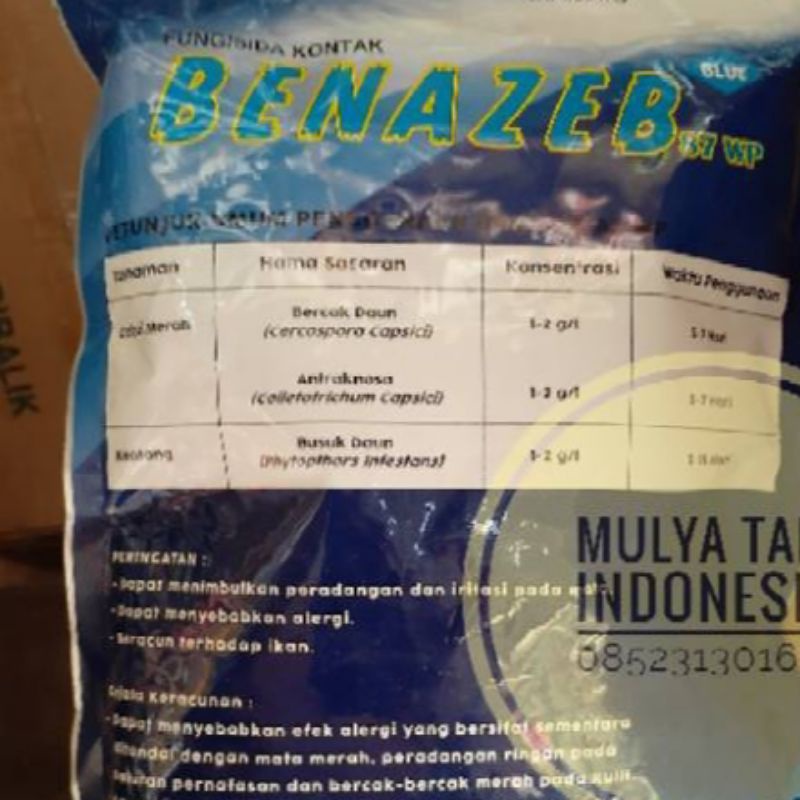 FUNGISIDA KONTAK
BENAZEB
BLUE
WP
PETUNJUK UMUM
Tanaman Hama Sasaran Konsentrasi Waktu Penggunaan
Cabai Merah Bercak Daun 1-2 g/l
(Cercospora Capsici)
Antraknosa
(Colletotrichum Capsici)
Kentang Busuk Daun 1-2 g/l
(Phytopthora Infestans)
PERINGATAN :
-Dapat menimbulkan peradangan dan iritasi pada
-Dapat menyebabkan alergi.
-Beracun terhadap ikan.
Gejala Keracunan :
-Dapat menyebabkan efek alergi yang bersifat sementara
ditandai dengan mata merah, peradangan ringan pada
saluran pernafasan dan bercak-bercak merah pada kulit.
MULYA TA
INDONES
0852313016